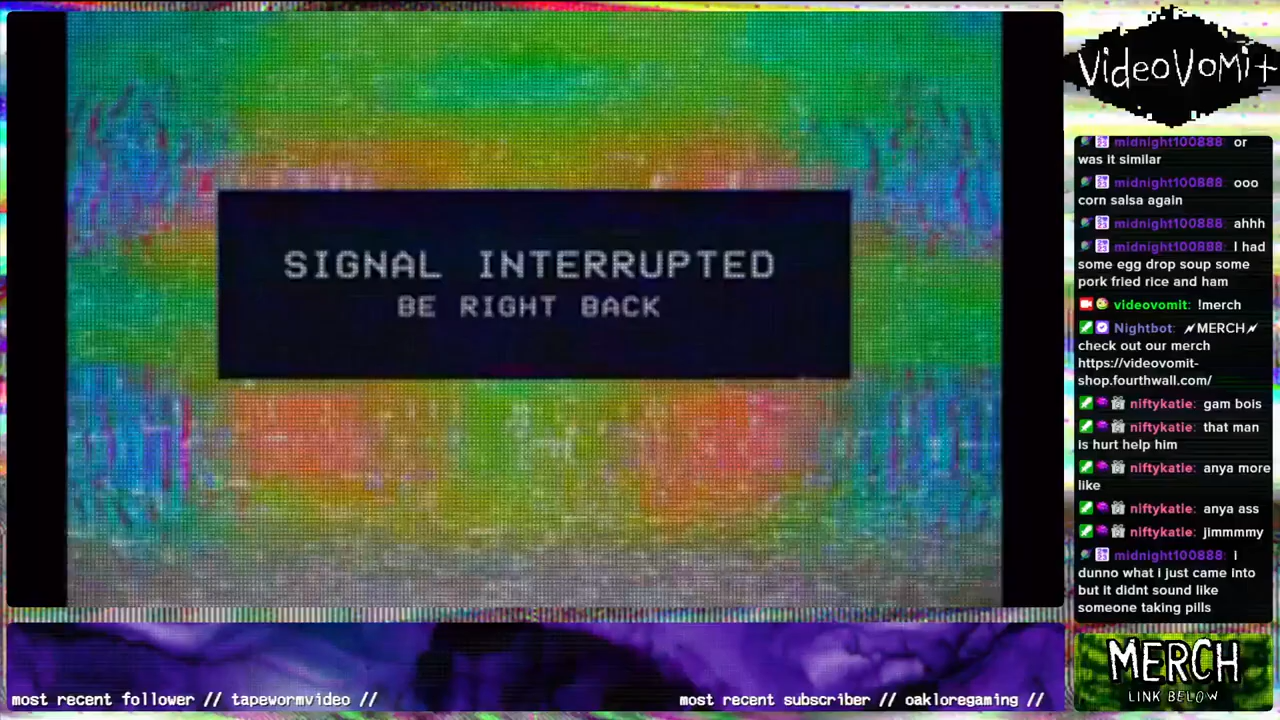 SIGNAL INTERRUPTED
BE RIGHT BACK
VideoVoMit
midnight100888: or
was it similar
midnight100888: ooo
corn salsa again
midnight100888: ahhh
midnight100888: I had
some egg drop soup some
pork fried rice and ham
videovomit: !merch
Nightbot: MERCH
check out our merch
https://videovomit-
shop.fourthwall.com/
niftykatie: gam bois
niftykatie: that man
is hurt help him
niftykatie: anya more
like
niftykatie: anya ass
niftykatie: jimmmmy
midnight100888: i
dunno what i just came into
but it didnt sound like
someone taking pills
MERCH
LINK BELOW
most recent follower // tapewormvideo //
most recent subscriber // oakloregaming //